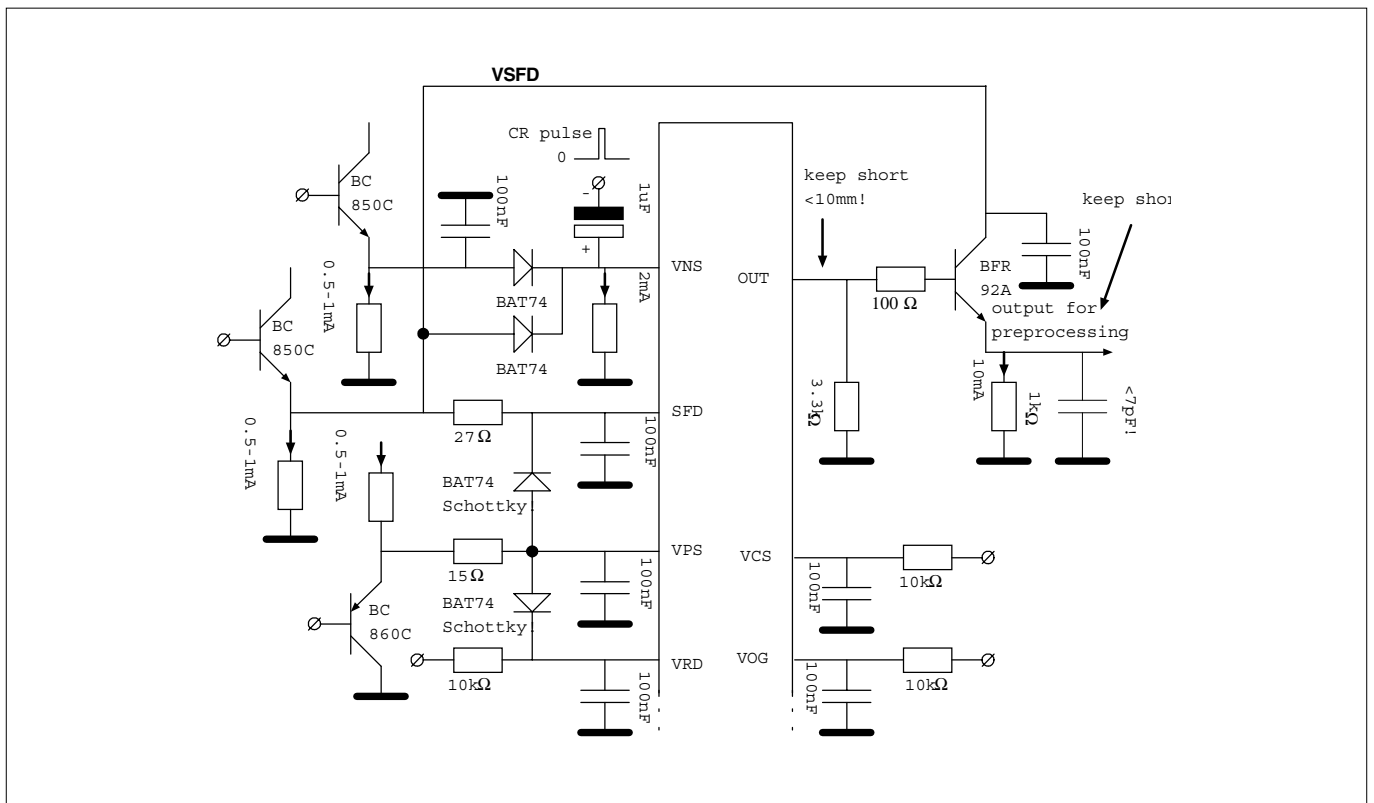 VSFD
CR pulse
0
keep short
<10mm!
keep shor
BC
850C
100nF
-
1uF
+
VNS
2mA
OUT
BFR
92A
100nF
100 Ω
0.5-1mA
BAT74
BAT74
output for
preprocessing
BC
850C
10mA
1kΩ
<7pF!
3.3kΩ
SFD
27Ω
100nF
0.5-1mA
0.5-1mA
BAT74
Schottky!
VPS
15Ω
100nF
VCS
100nF
10kΩ
BAT74
Schottky!
BC
860C
VRD
10kΩ
100nF
VOG
100nF
10kΩ